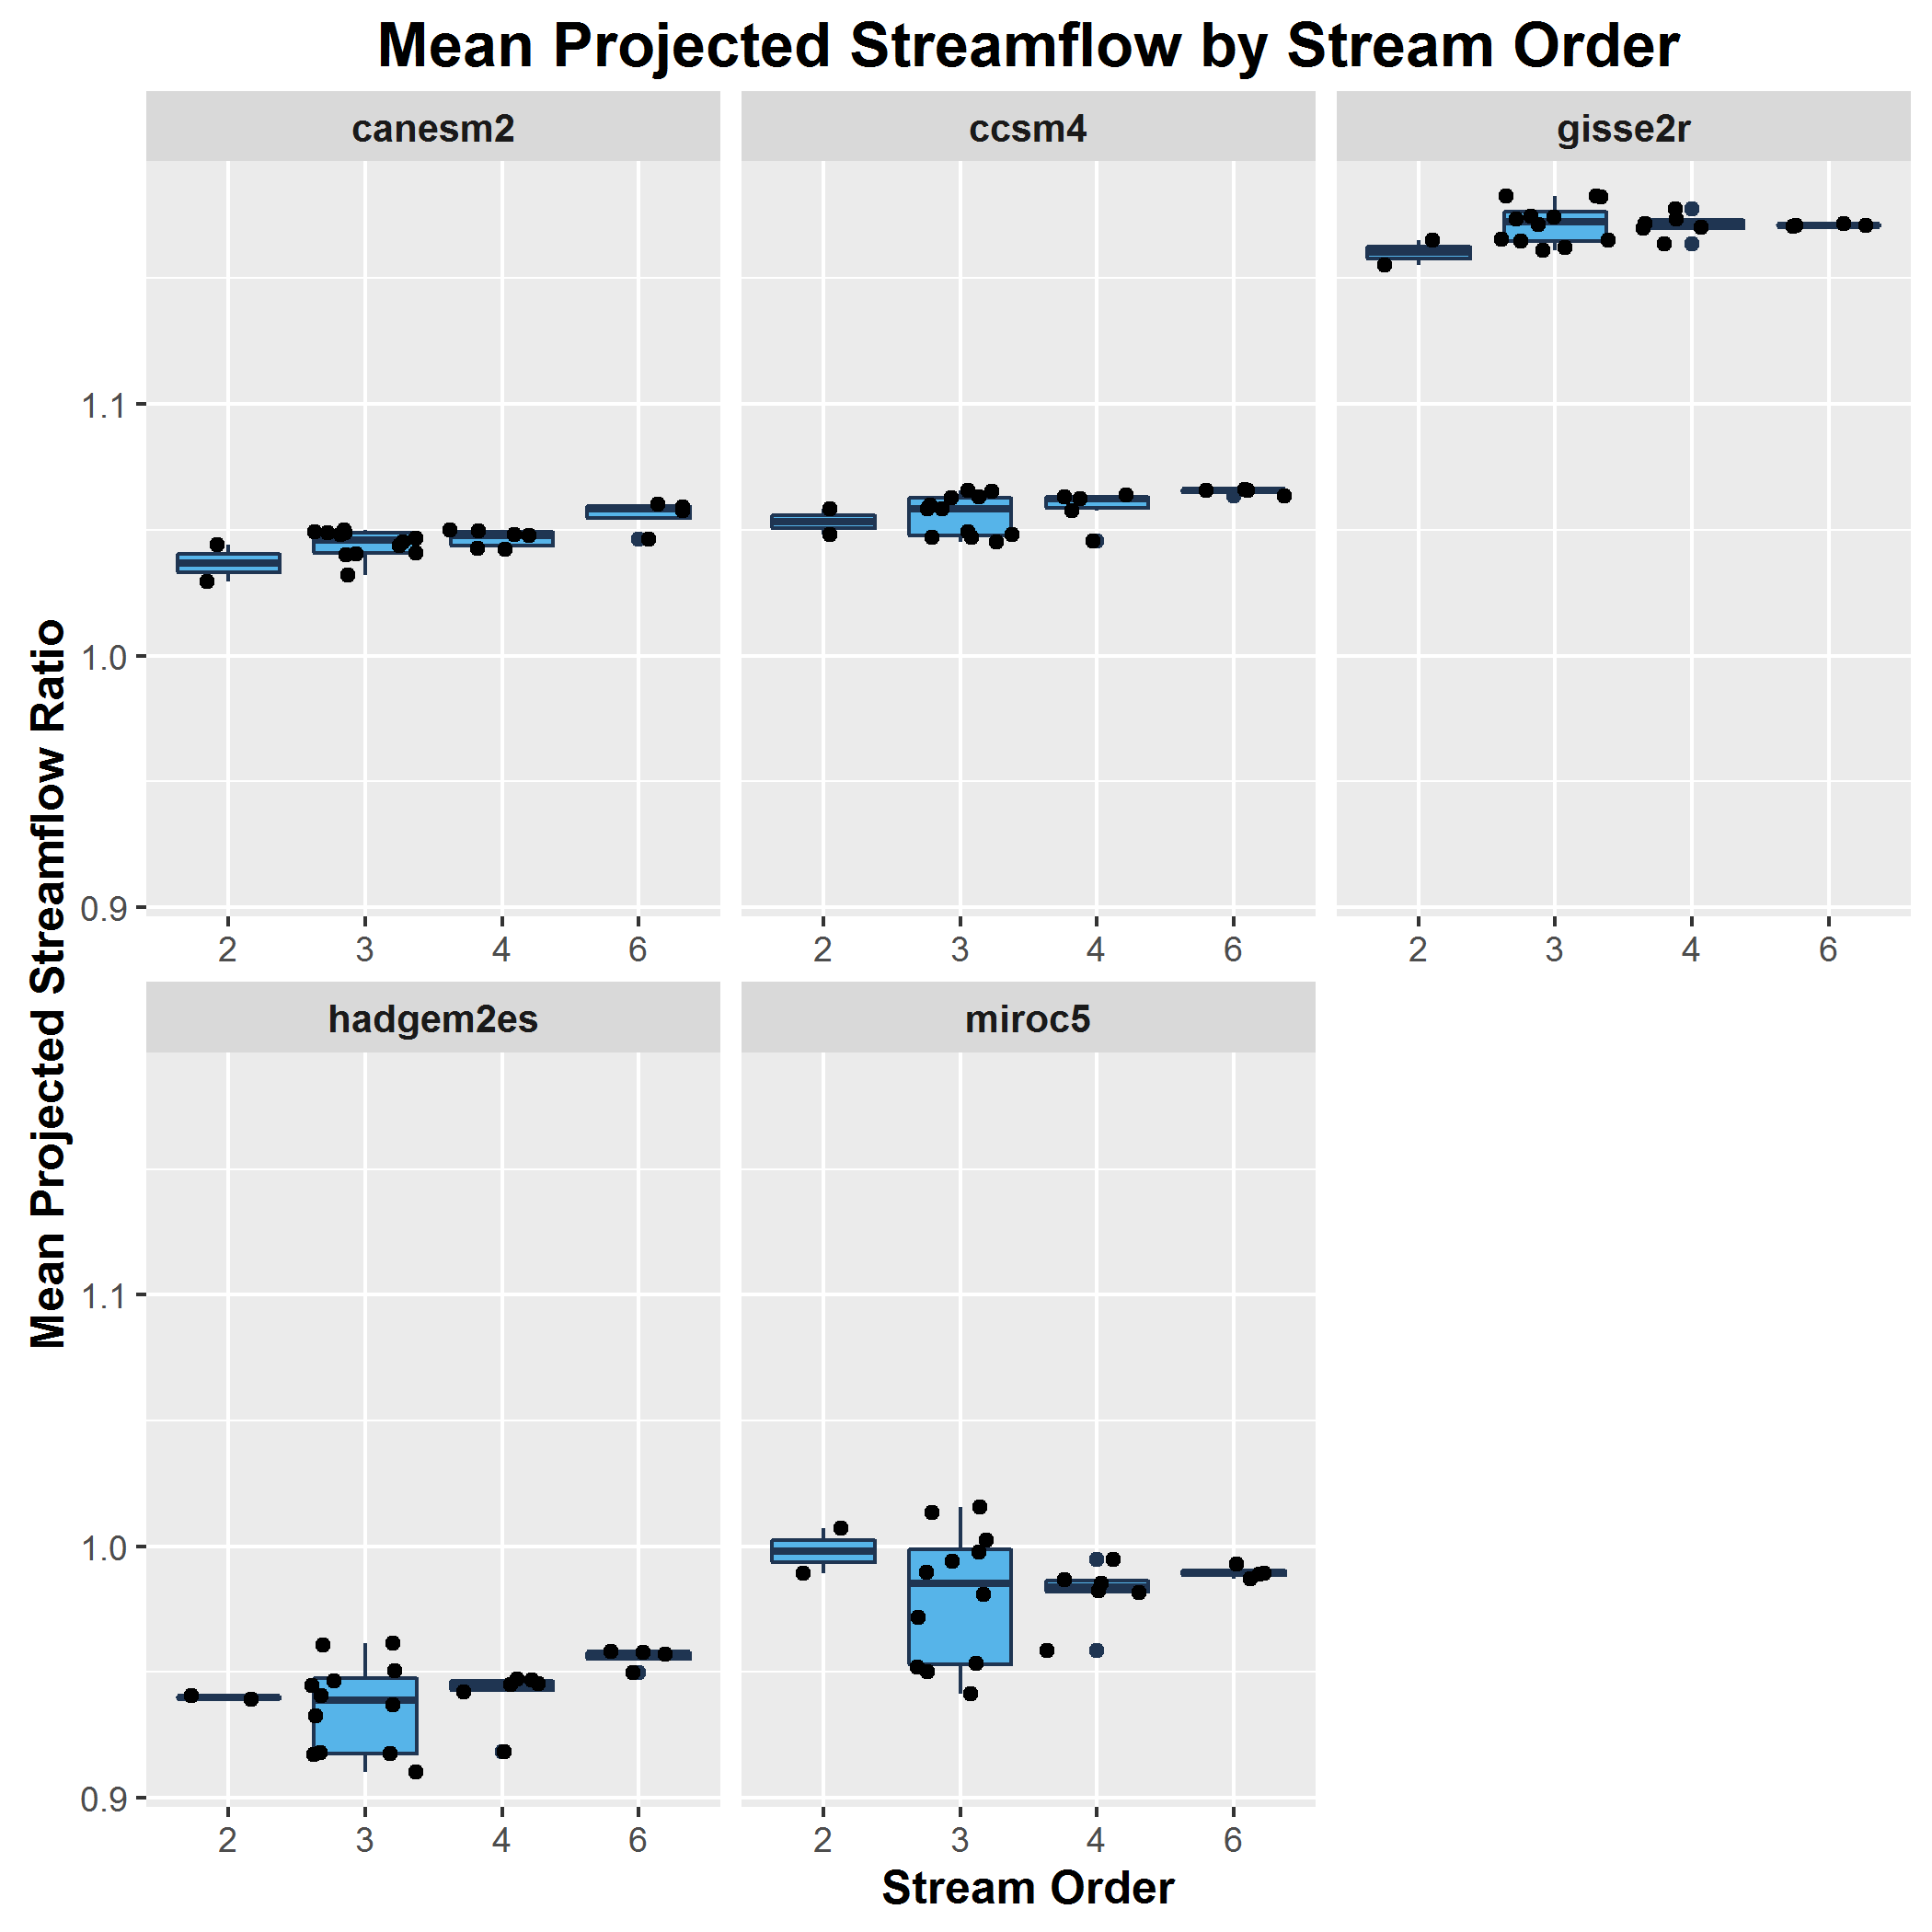 Mean Projected Streamflow by Stream Order
canesm2 ccsm4 gisse2r
Mean Projected Streamflow Ratio
1.1
1.0
0.9
2 3 4 6 2 3 4 6 2 3 4 6
hadgem2es miroc5
1.1
1.0
0.9
2 3 4 6 2 3 4 6
Stream Order